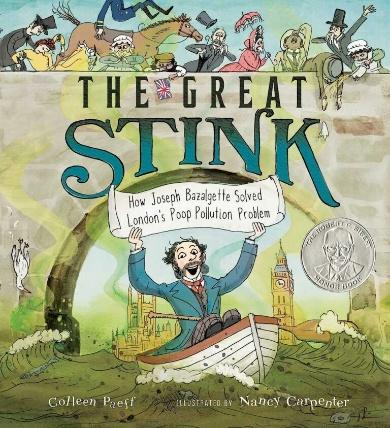 THE GREAT
STINK
How Joseph Bazalgette Solved
London's Poop Pollution Problem
Colleen Paeff ILLUSTRATED BY Nancy Carpenter